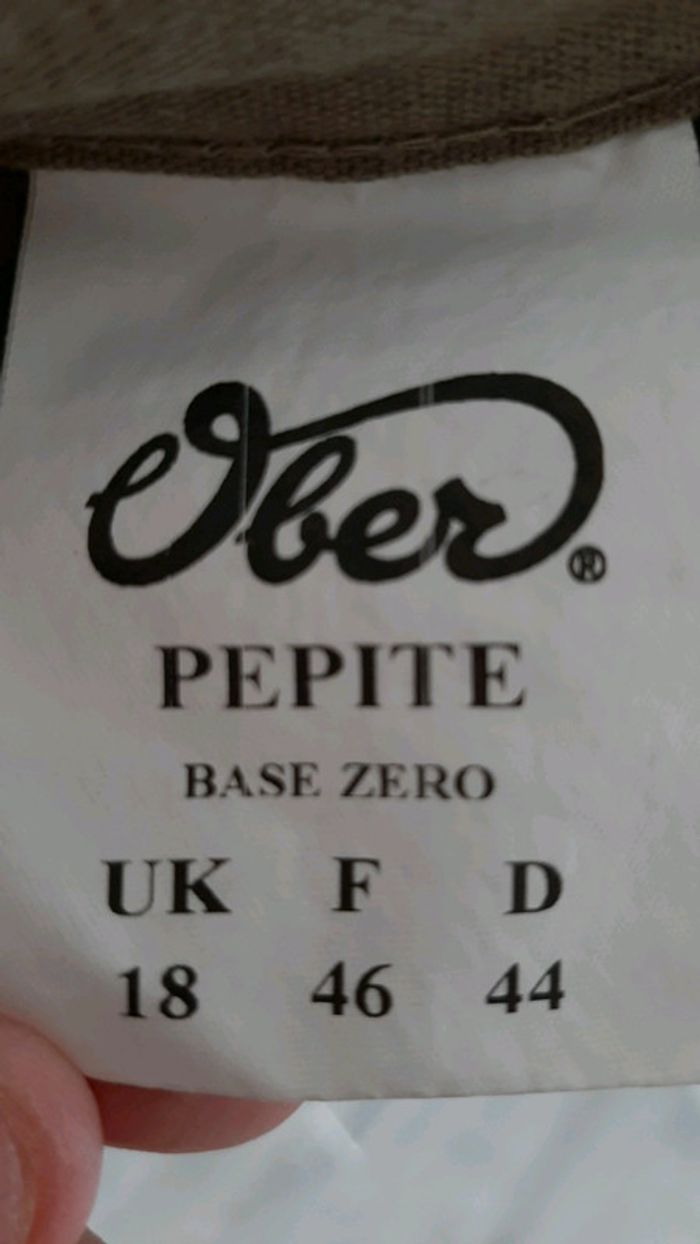 Ober®
PEPITE
BASE ZERO
UK F D
18 46 44